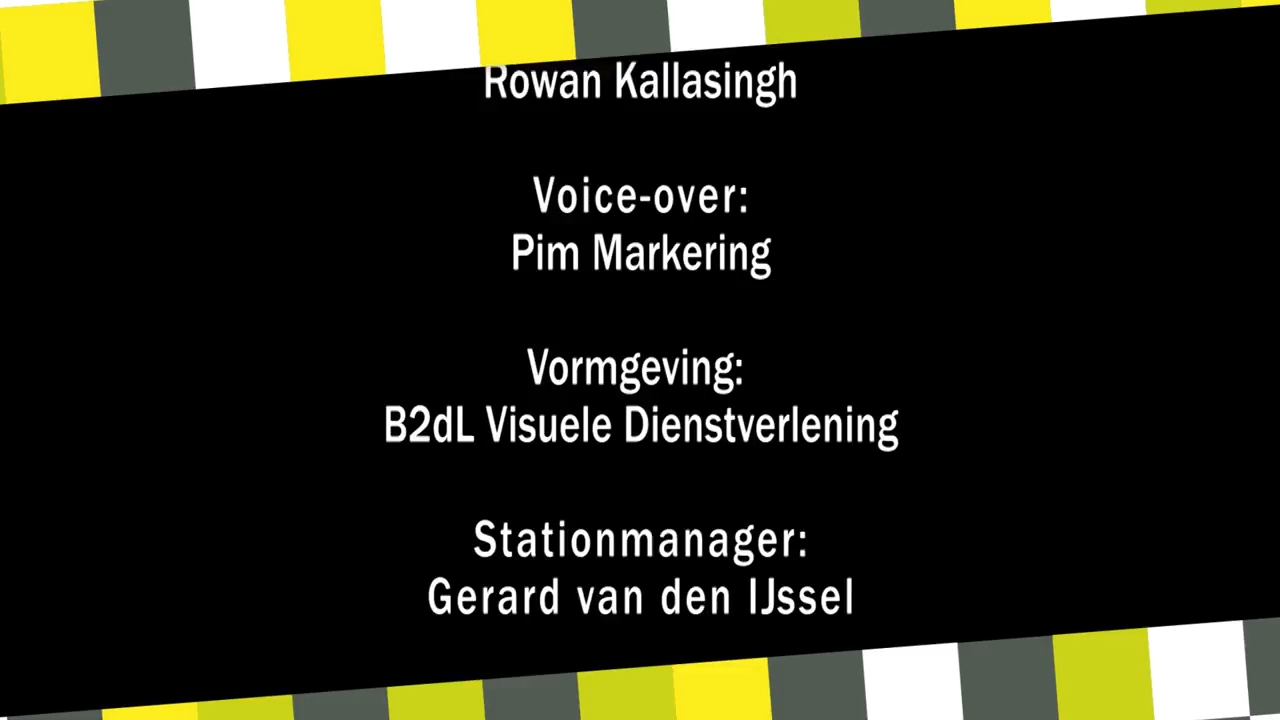 Rowan Kallasingh
Voice-over:
Pim Markering
Vormgeving:
B2dL Visuele Dienstverlening
Stationmanager:
Gerard van den IJssel